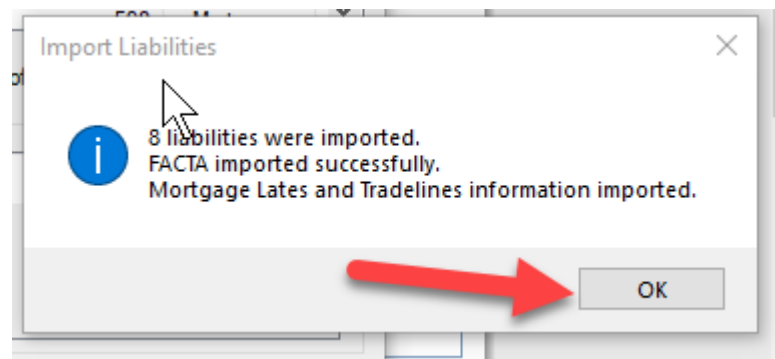 Import Liabilities
8 liabilities were imported.
FACTA imported successfully.
Mortgage Lates and Tradelines information imported.
OK